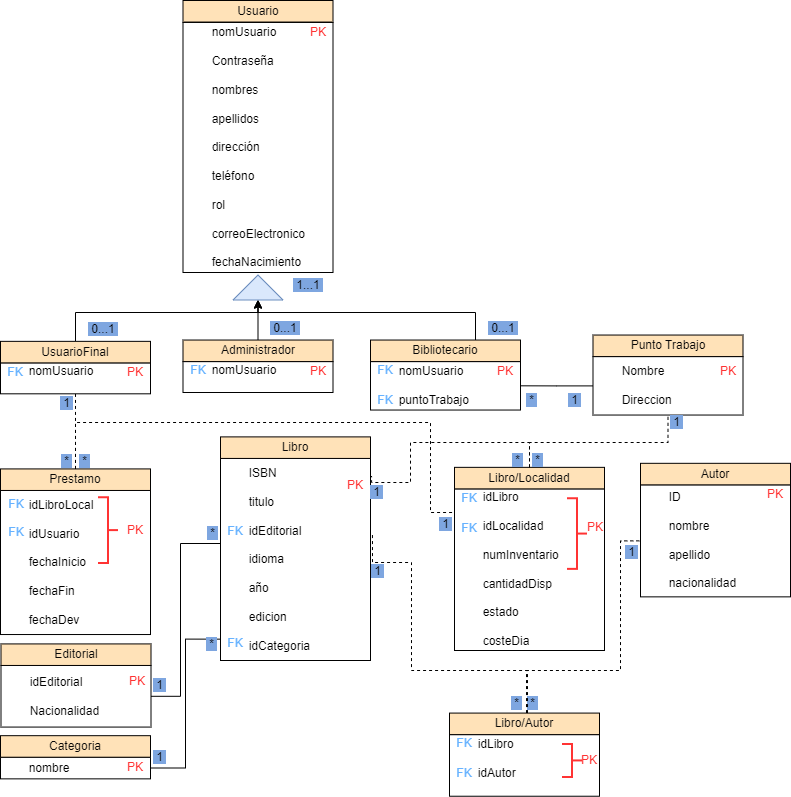 Usuario
nomUsuario PK
Contraseña
nombres
apellidos
dirección
teléfono
rol
correoElectronico
fechaNacimiento
1...1
0...1
0...1
0...1
UsuarioFinal
FK nomUsuario PK
1
Administrador
FK nomUsuario PK
Bibliotecario
FK nomUsuario PK
FK puntoTrabajo
* 1
Punto Trabajo
Nombre PK
Direccion
1
* *
Prestamo
FK idLibroLocal
PK
FK idUsuario
fechaInicio
fechaFin
fechaDev
Libro
ISBN
PK
titulo
FK idEditorial
idioma
año
edicion
FK idCategoria
1
1
*
*
* *
Libro/Localidad
FK idLibro
FK idLocalidad
PK
numInventario
cantidadDisp
estado
costeDia
1
Autor
ID PK
nombre
apellido
nacionalidad
1
Editorial
idEditorial PK
Nacionalidad
1
Categoria
nombre PK
1
* *
Libro/Autor
FK idLibro
PK
FK idAutor